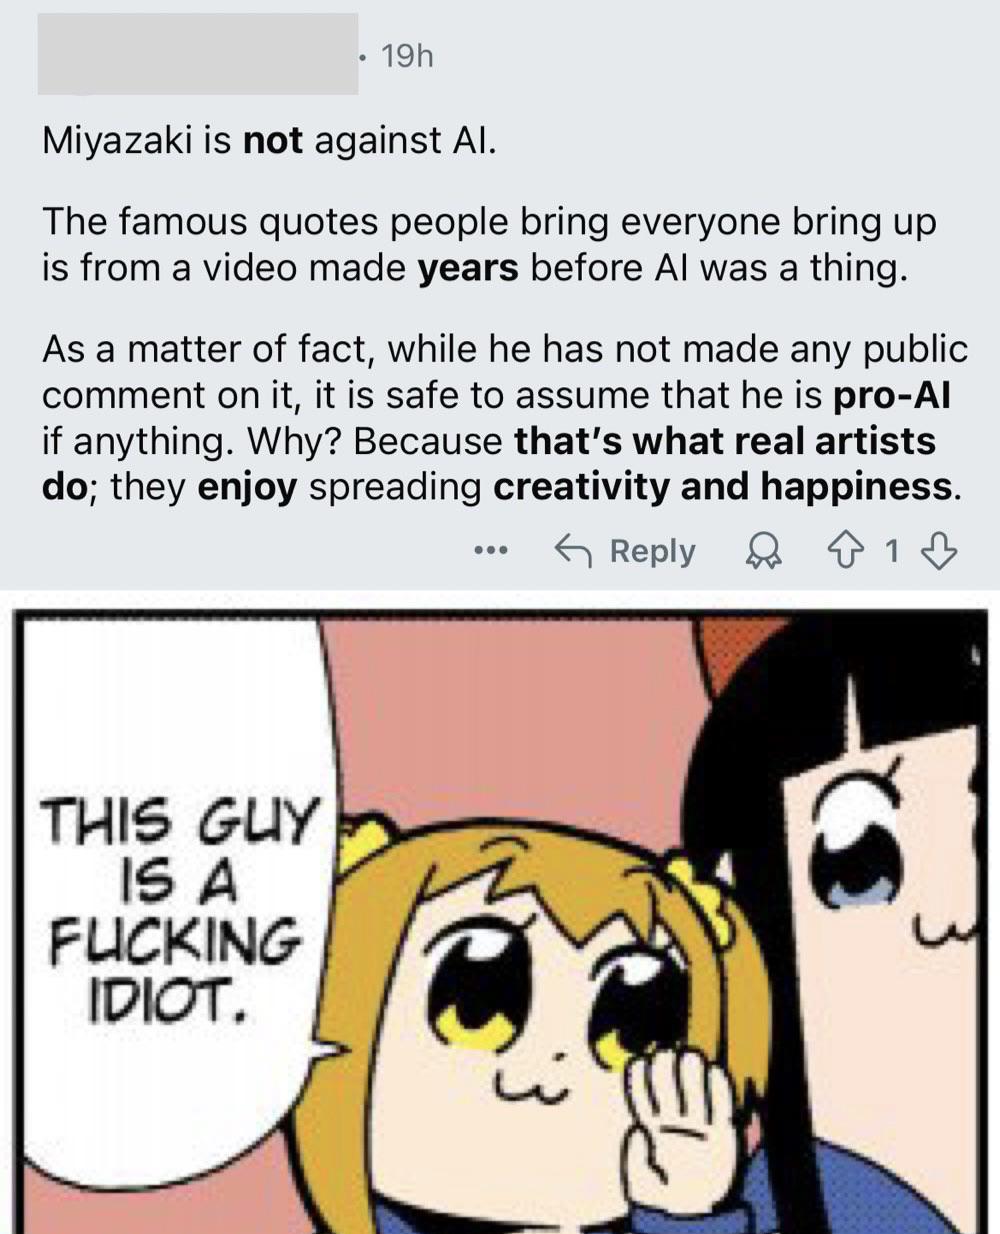 · 19h
Miyazaki is not against AI.
The famous quotes people bring everyone bring up
is from a video made years before AI was a thing.
As a matter of fact, while he has not made any public
comment on it, it is safe to assume that he is pro-AI
if anything. Why? Because that’s what real artists
do; they enjoy spreading creativity and happiness.
Reply 1
THIS GUY
IS A
FUCKING
IDIOT.